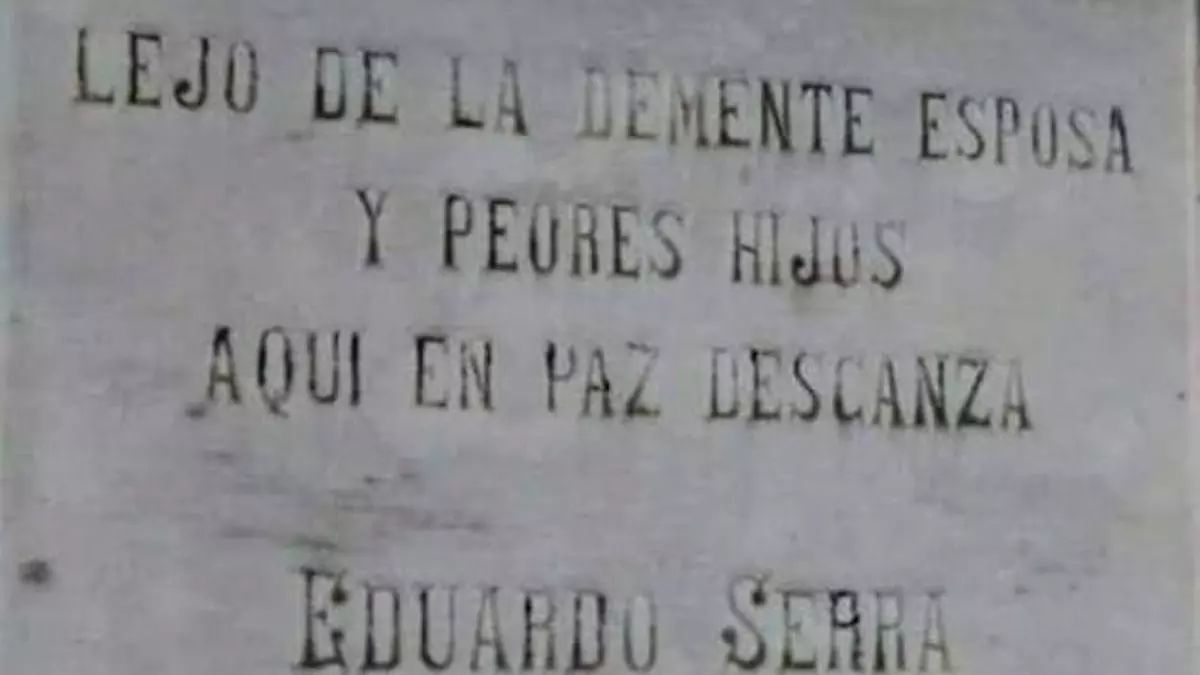 LEJO DE LA DEMENTE ESPOSA
Y PEORES HIJOS
AQUI EN PAZ DESCANZA
EDUARDO SERRA